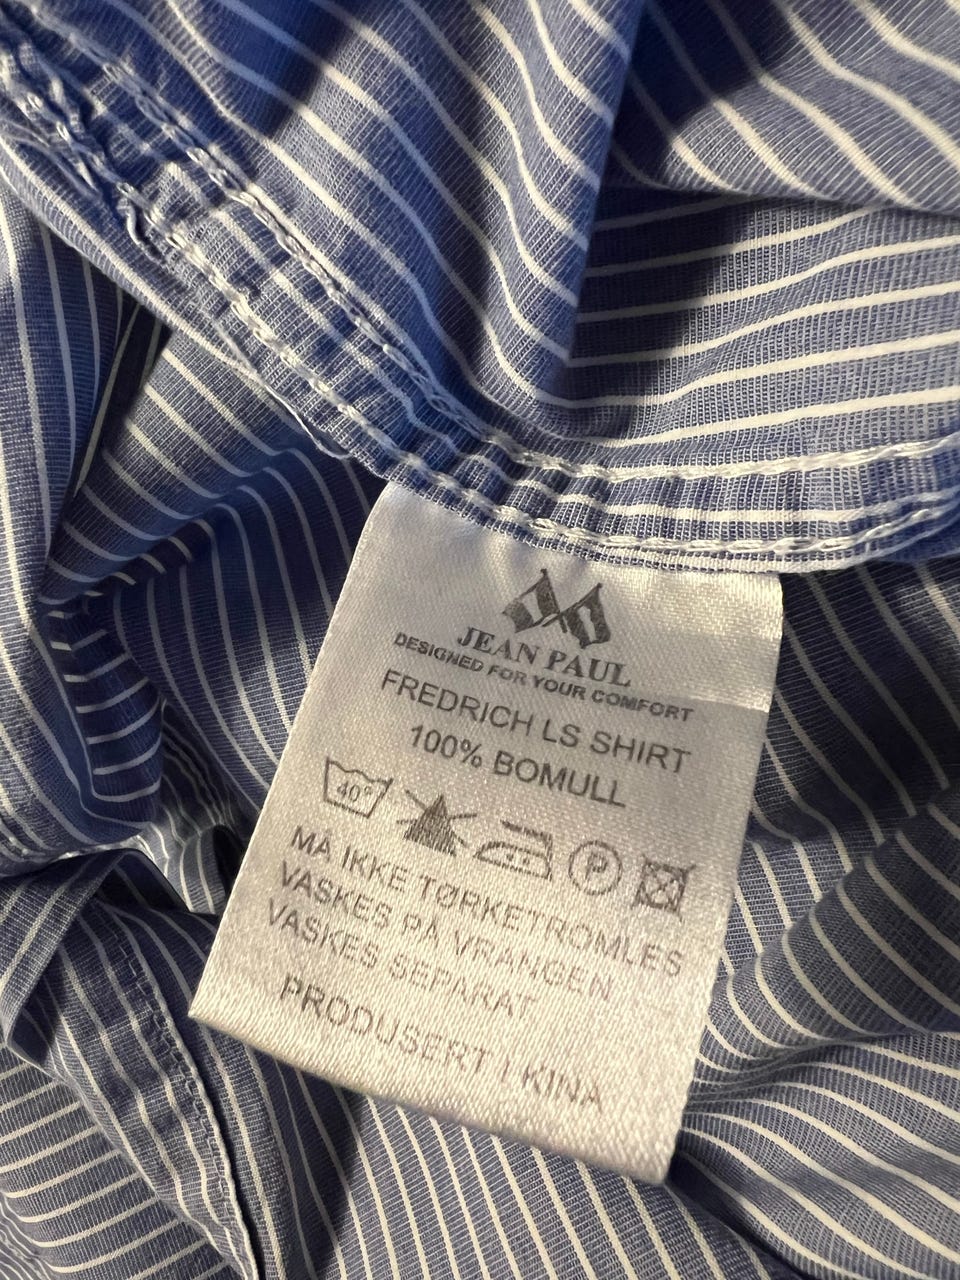 JEAN PAUL
DESIGNED FOR YOUR COMFORT
FREDRICH LS SHIRT
100% BOMULL
40° P
MÅ IKKE TØRKETROMLES
VASKES PÅ VRANGEN
VASKES SEPARAT
PRODUSERT I KINA